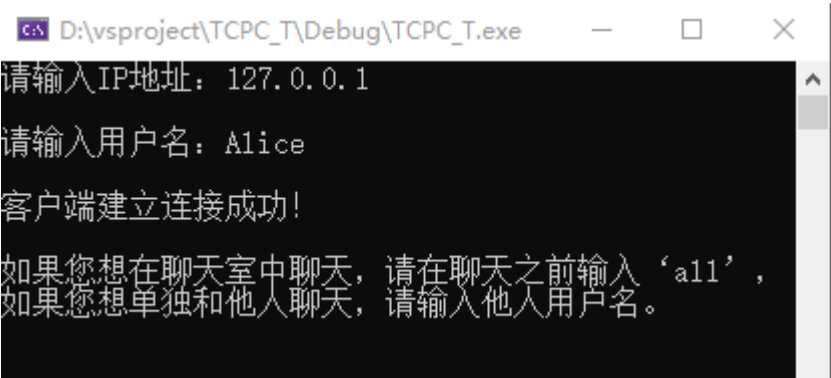 D:\vsproject\TCPC_T\Debug\TCPC_T.exe
请输入IP地址：127.0.0.1
请输入用户名：Alice
客户端建立连接成功！
如果您想在聊天室中聊天，请在聊天之前输入‘all’，
如果您想单独和他人聊天，请输入他人用户名。